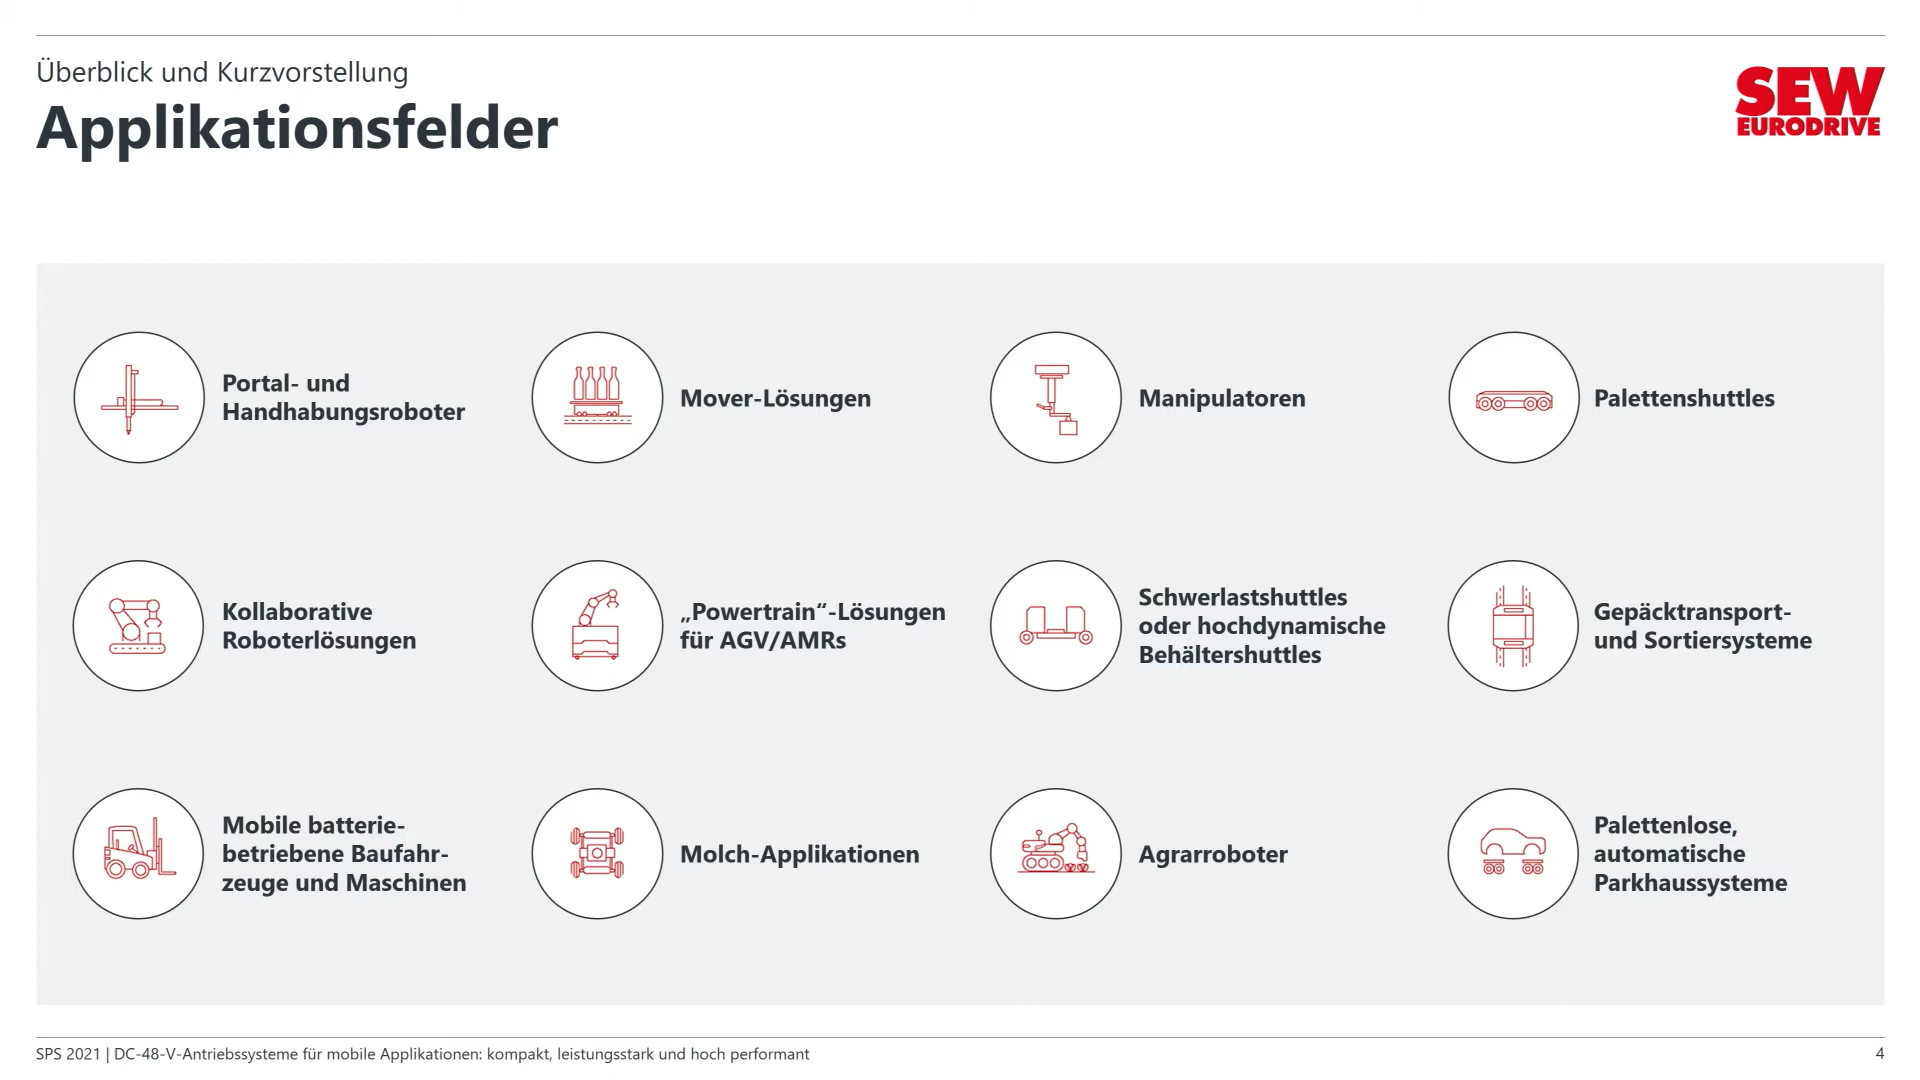 Überblick und Kurzvorstellung
Applikationsfelder
SEW
EURODRIVE
Portal- und
Handhabungsroboter
Mover-Lösungen
Manipulatoren
Palettenshuttles
Kollaborative
Roboterlösungen
„Powertrain“-Lösungen
für AGV/AMRs
Schwerlastshuttles
oder hochdynamische
Behältershuttles
Gepäcktransport-
und Sortiersysteme
Mobile batterie-
betriebene Baufahr-
zeuge und Maschinen
Molch-Applikationen
Agrarroboter
Palettenlose,
automatische
Parkhaussysteme
SPS 2021 | DC-48-V-Antriebssysteme für mobile Applikationen: kompakt, leistungsstark und hoch performant
4